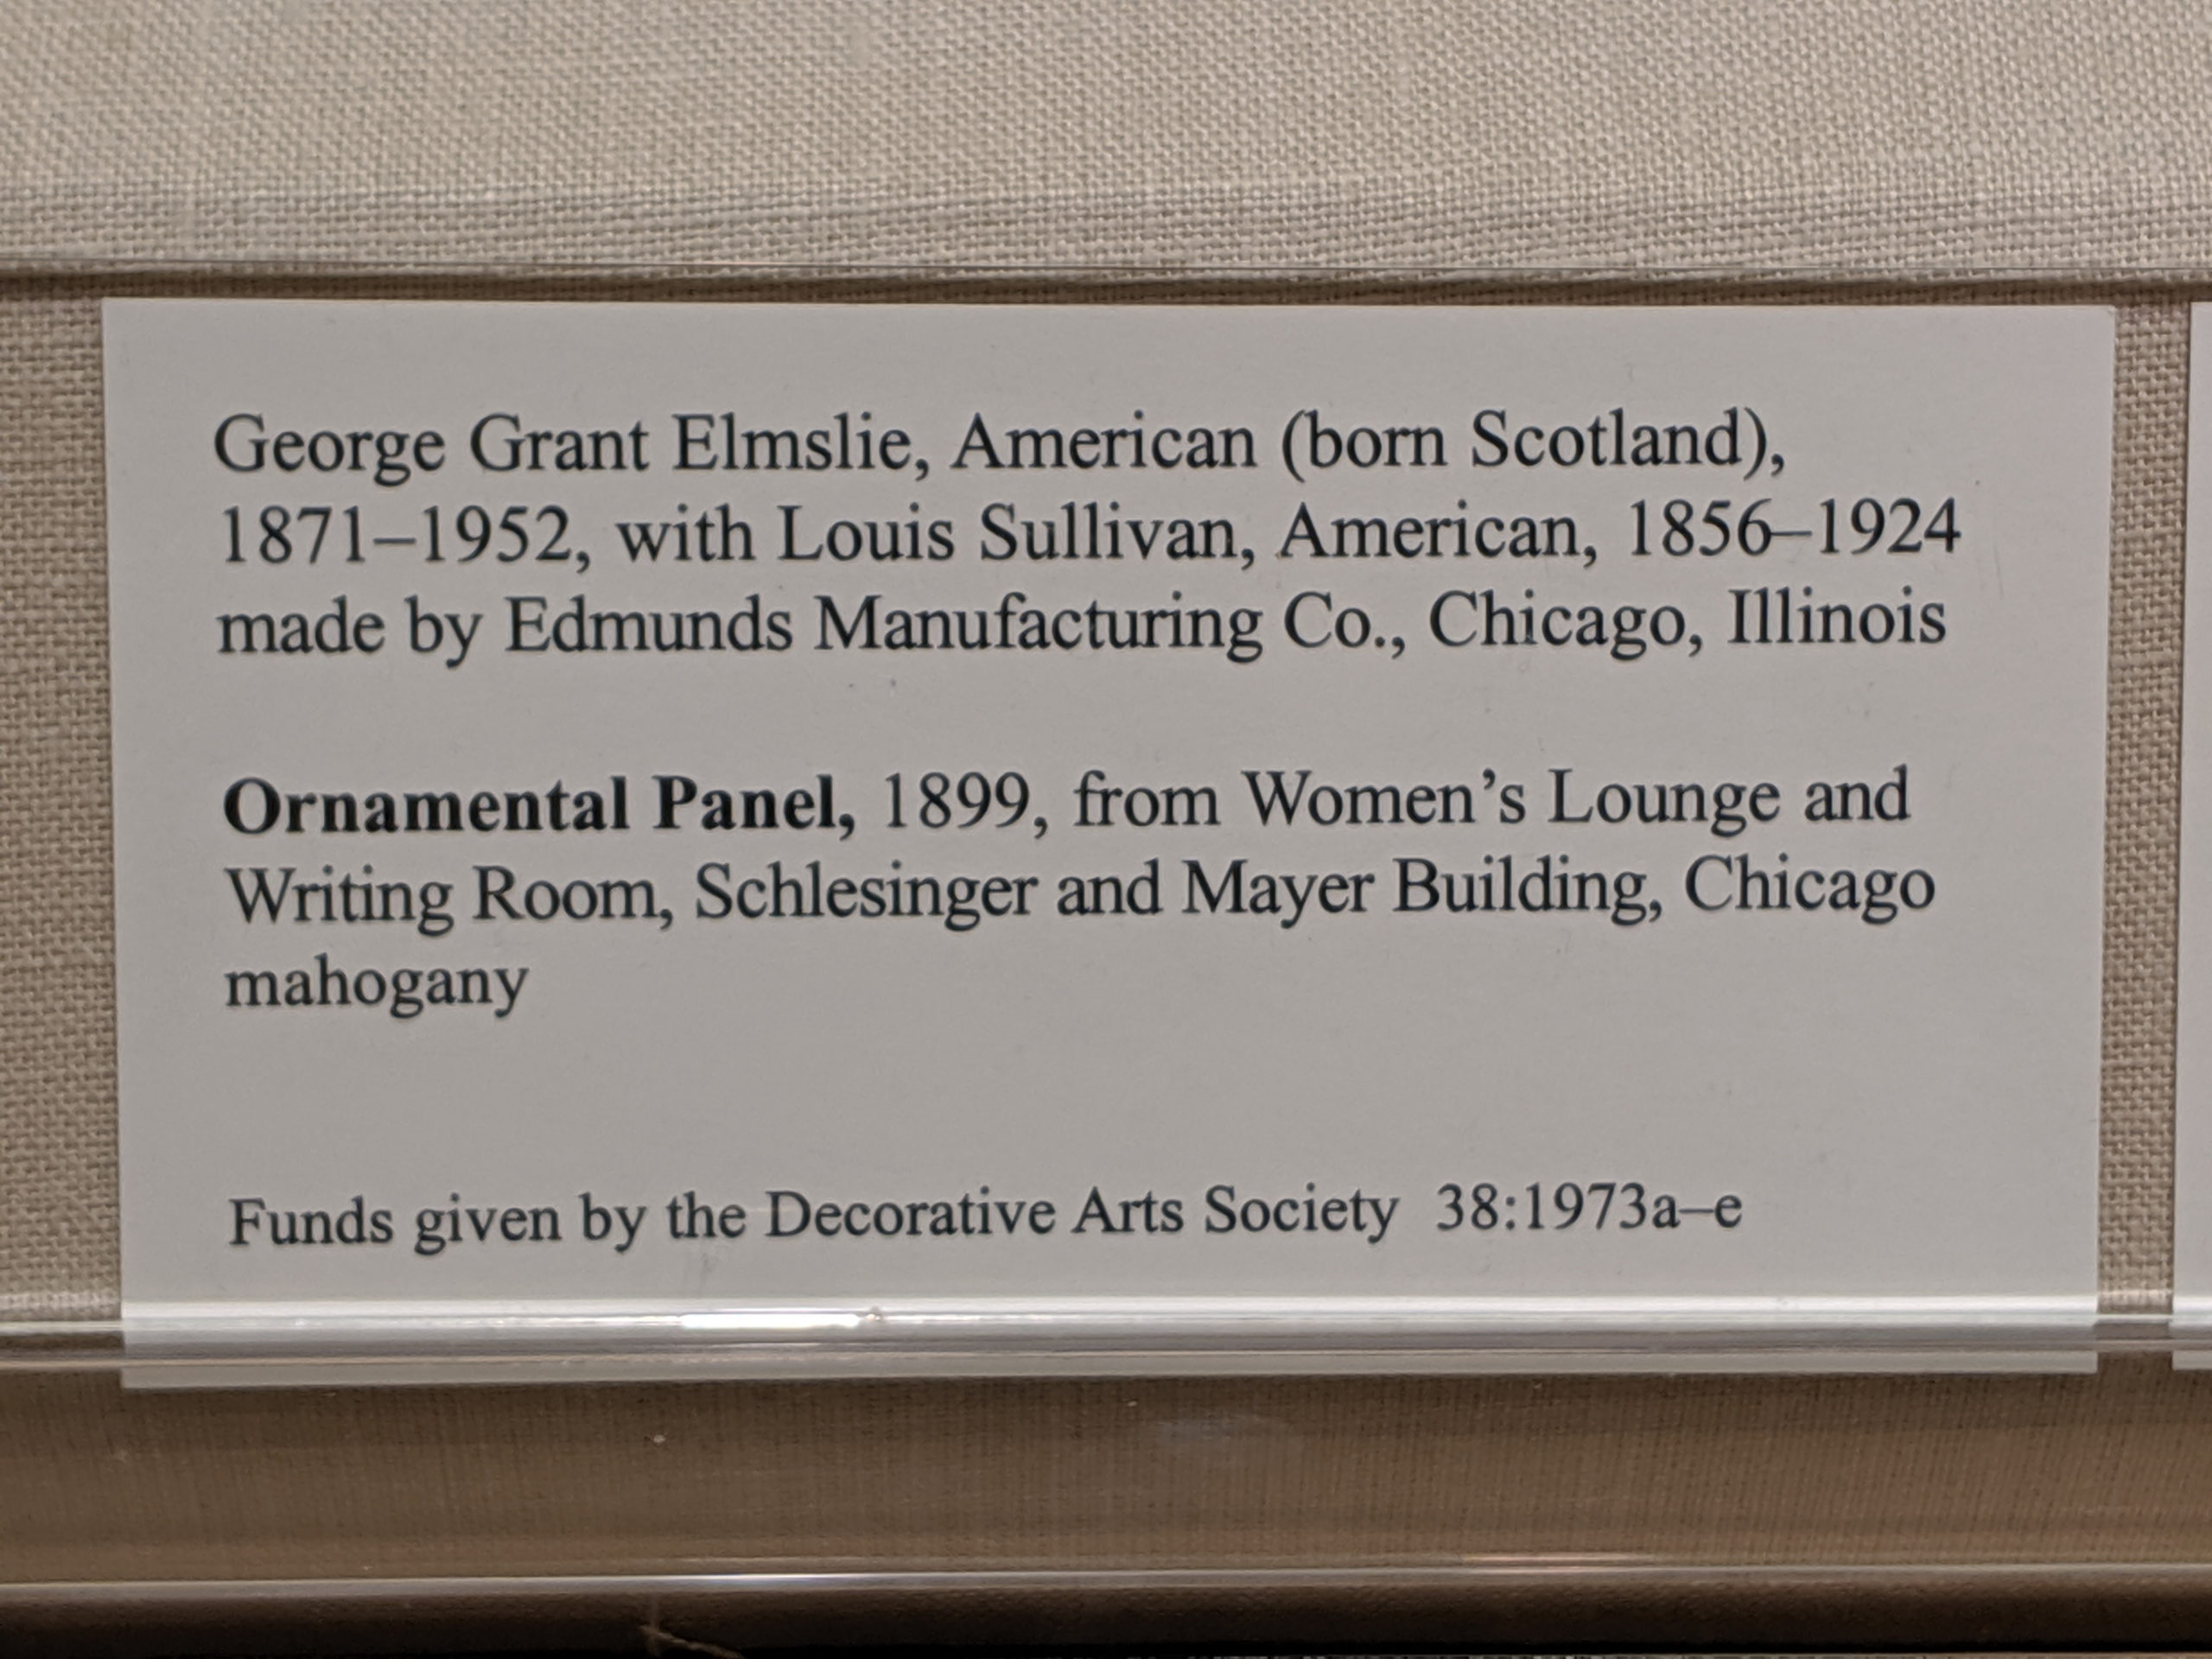 George Grant Elmslie, American (born Scotland),
1871–1952, with Louis Sullivan, American, 1856–1924
made by Edmunds Manufacturing Co., Chicago, Illinois
Ornamental Panel, 1899, from Women’s Lounge and
Writing Room, Schlesinger and Mayer Building, Chicago
mahogany
Funds given by the Decorative Arts Society 38:1973a–e